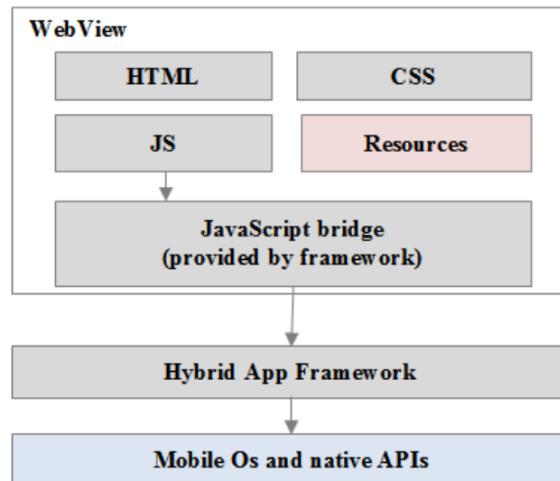 WebView
HTML
CSS
JS
Resources
JavaScript bridge
(provided by framework)
Hybrid App Framework
Mobile Os and native APIs